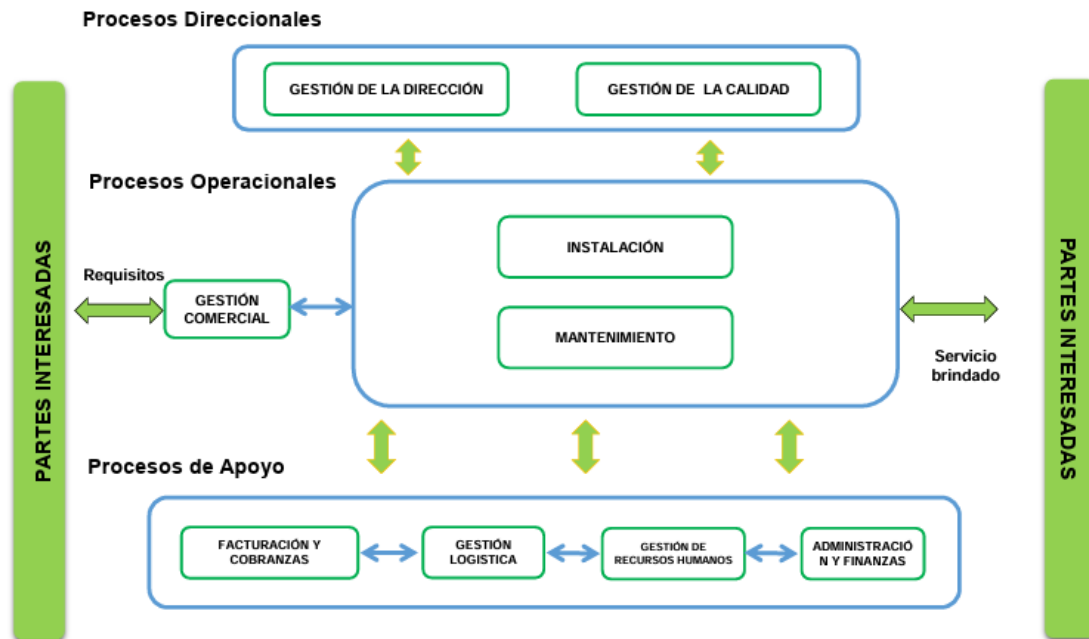 Procesos Direccionales
GESTIÓN DE LA DIRECCIÓN
GESTIÓN DE LA CALIDAD
Procesos Operacionales
INSTALACIÓN
MANTENIMIENTO
PARTES INTERESADAS
Requisitos
GESTIÓN
COMERCIAL
Servicio
brindado
PARTES INTERESADAS
Procesos de Apoyo
FACTURACIÓN Y
COBRANZAS
GESTIÓN
LOGISTICA
GESTIÓN DE
RECURSOS HUMANOS
ADMINISTRACIÓ
N Y FINANZAS